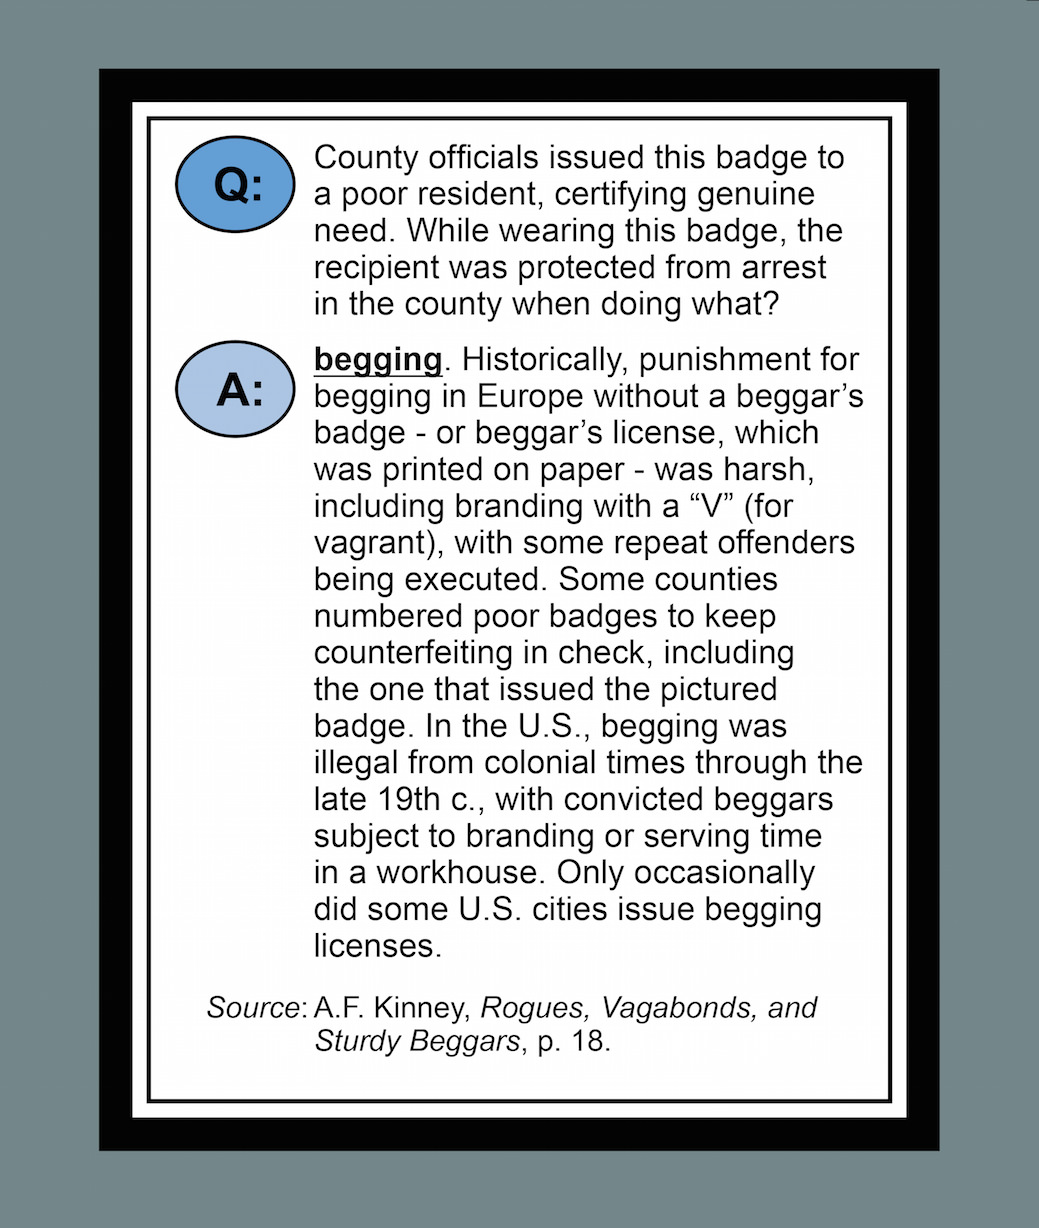 Q:
County officials issued this badge to
a poor resident, certifying genuine
need. While wearing this badge, the
recipient was protected from arrest
in the county when doing what?
A:
begging. Historically, punishment for
begging in Europe without a beggar’s
badge - or beggar’s license, which
was printed on paper - was harsh,
including branding with a “V” (for
vagrant), with some repeat offenders
being executed. Some counties
numbered poor badges to keep
counterfeiting in check, including
the one that issued the pictured
badge. In the U.S., begging was
illegal from colonial times through the
late 19th c., with convicted beggars
subject to branding or serving time
in a workhouse. Only occasionally
did some U.S. cities issue begging
licenses.
Source: A.F. Kinney, Rogues, Vagabonds, and
Sturdy Beggars, p. 18.